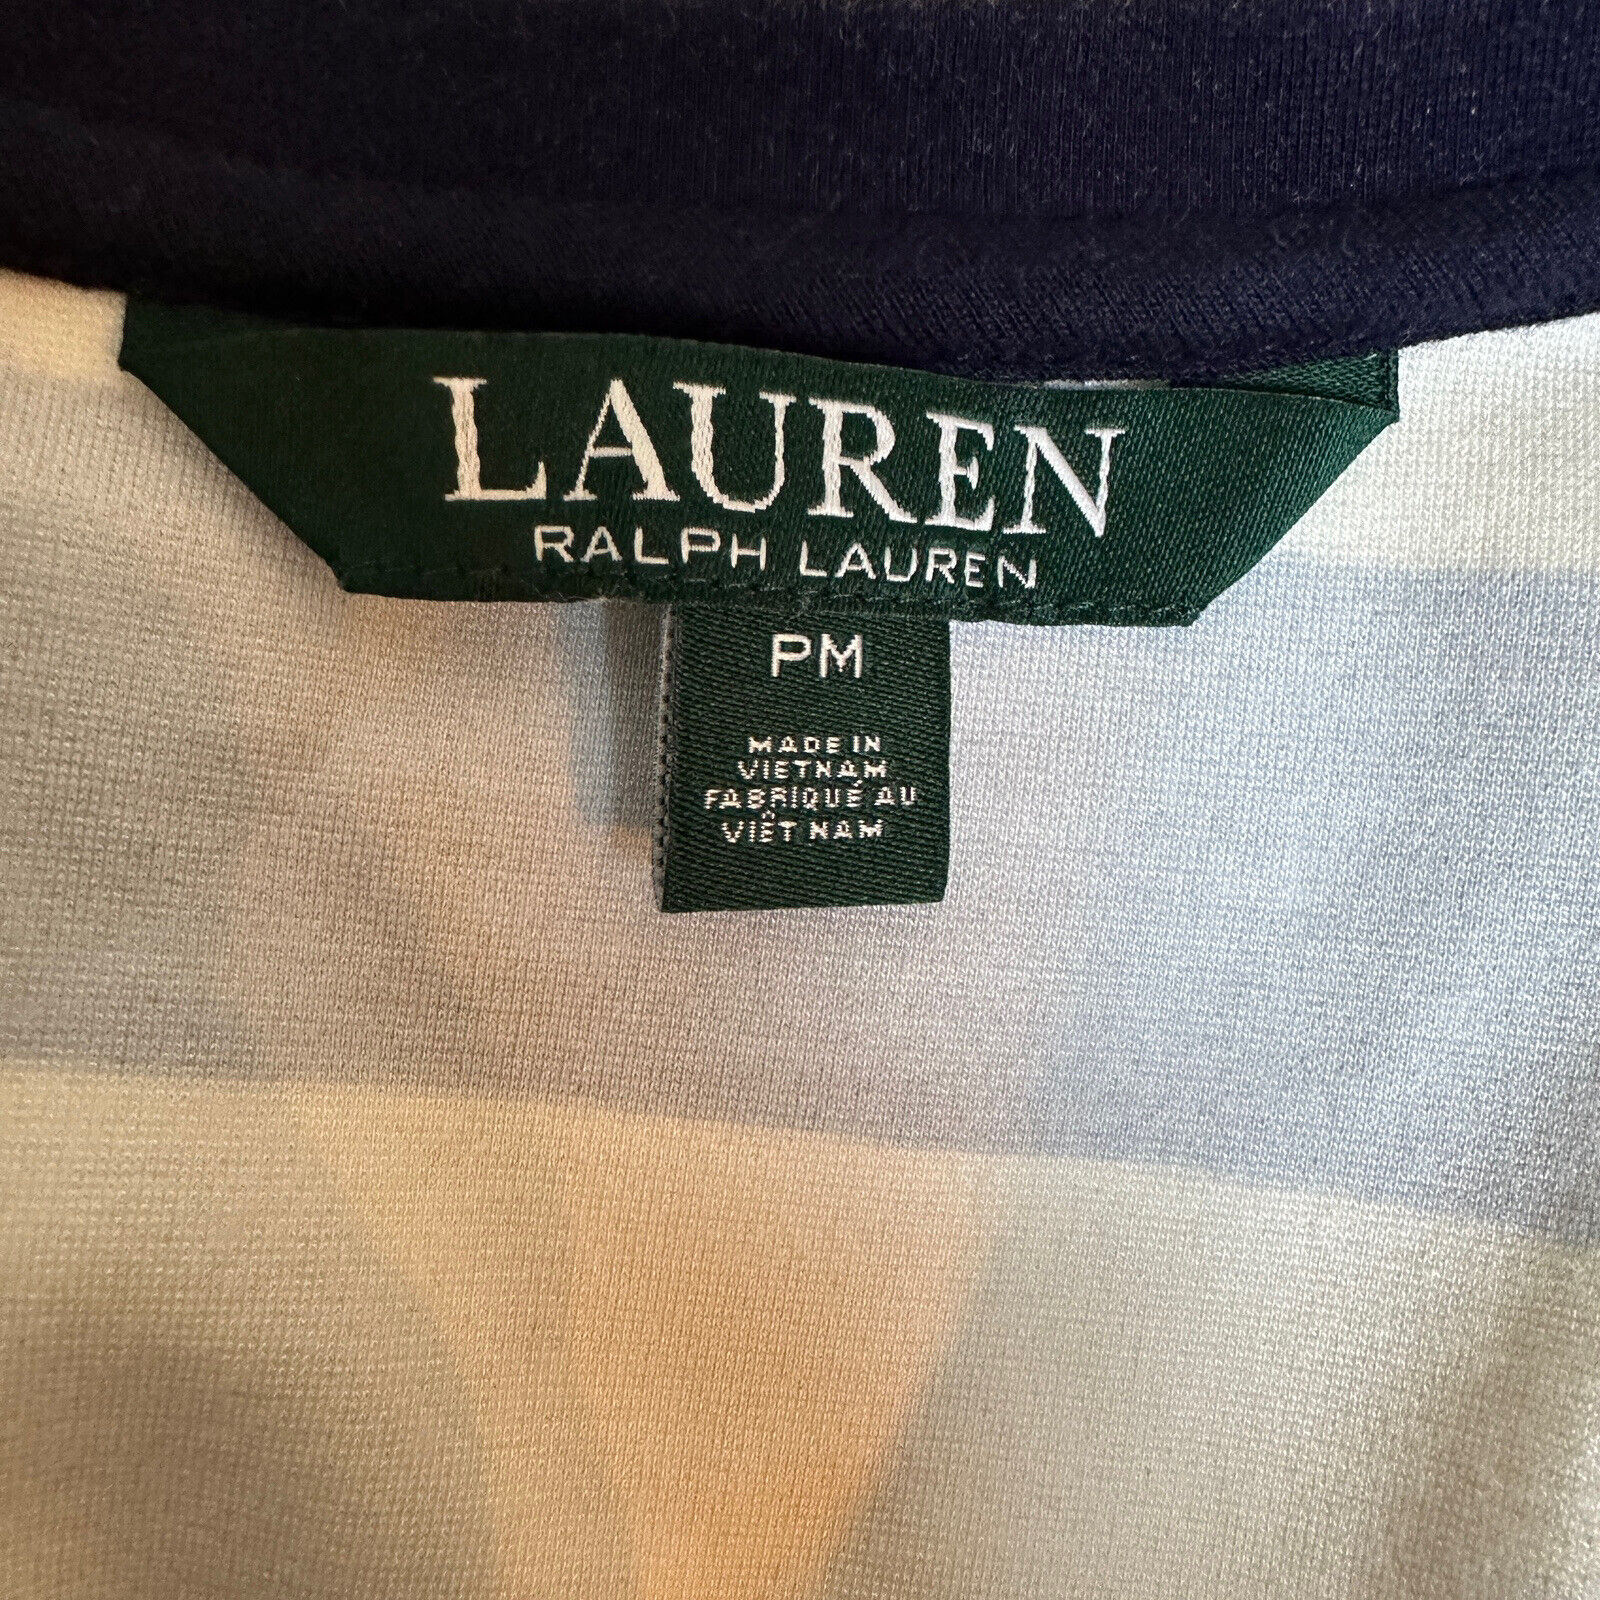 LAUREN
RALPH LAUREN
PM
MADE IN
VIETNAM
FABRIQUÉ AU
VIÊT NAM